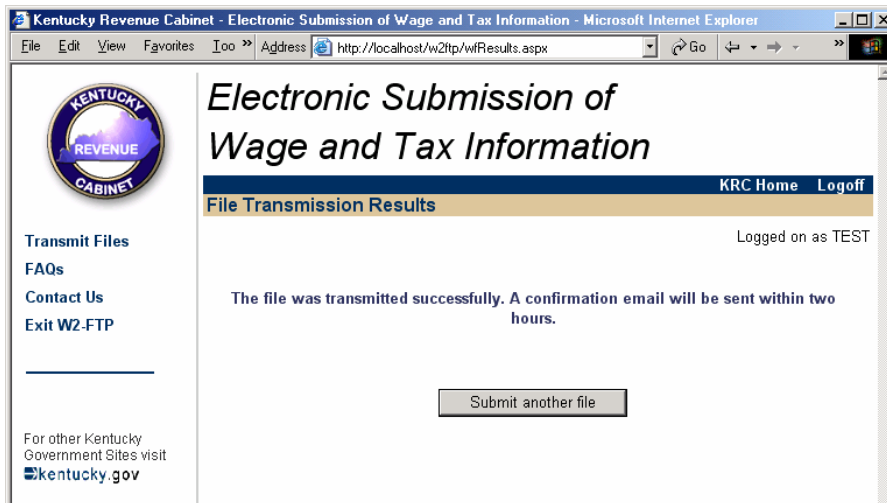 Kentucky Revenue Cabinet - Electronic Submission of Wage and Tax Information - Microsoft Internet Explorer
File Edit View Favorites Too » Address http://localhost/w2ftp/wfResults.aspx Go »
KENTUCKY
REVENUE
CABINET
Electronic Submission of
Wage and Tax Information
KRC Home Logoff
File Transmission Results
Logged on as TEST
Transmit Files
FAQs
Contact Us
Exit W2-FTP
The file was transmitted successfully. A confirmation email will be sent within two
hours.
Submit another file
For other Kentucky
Government Sites visit
kentucky.gov